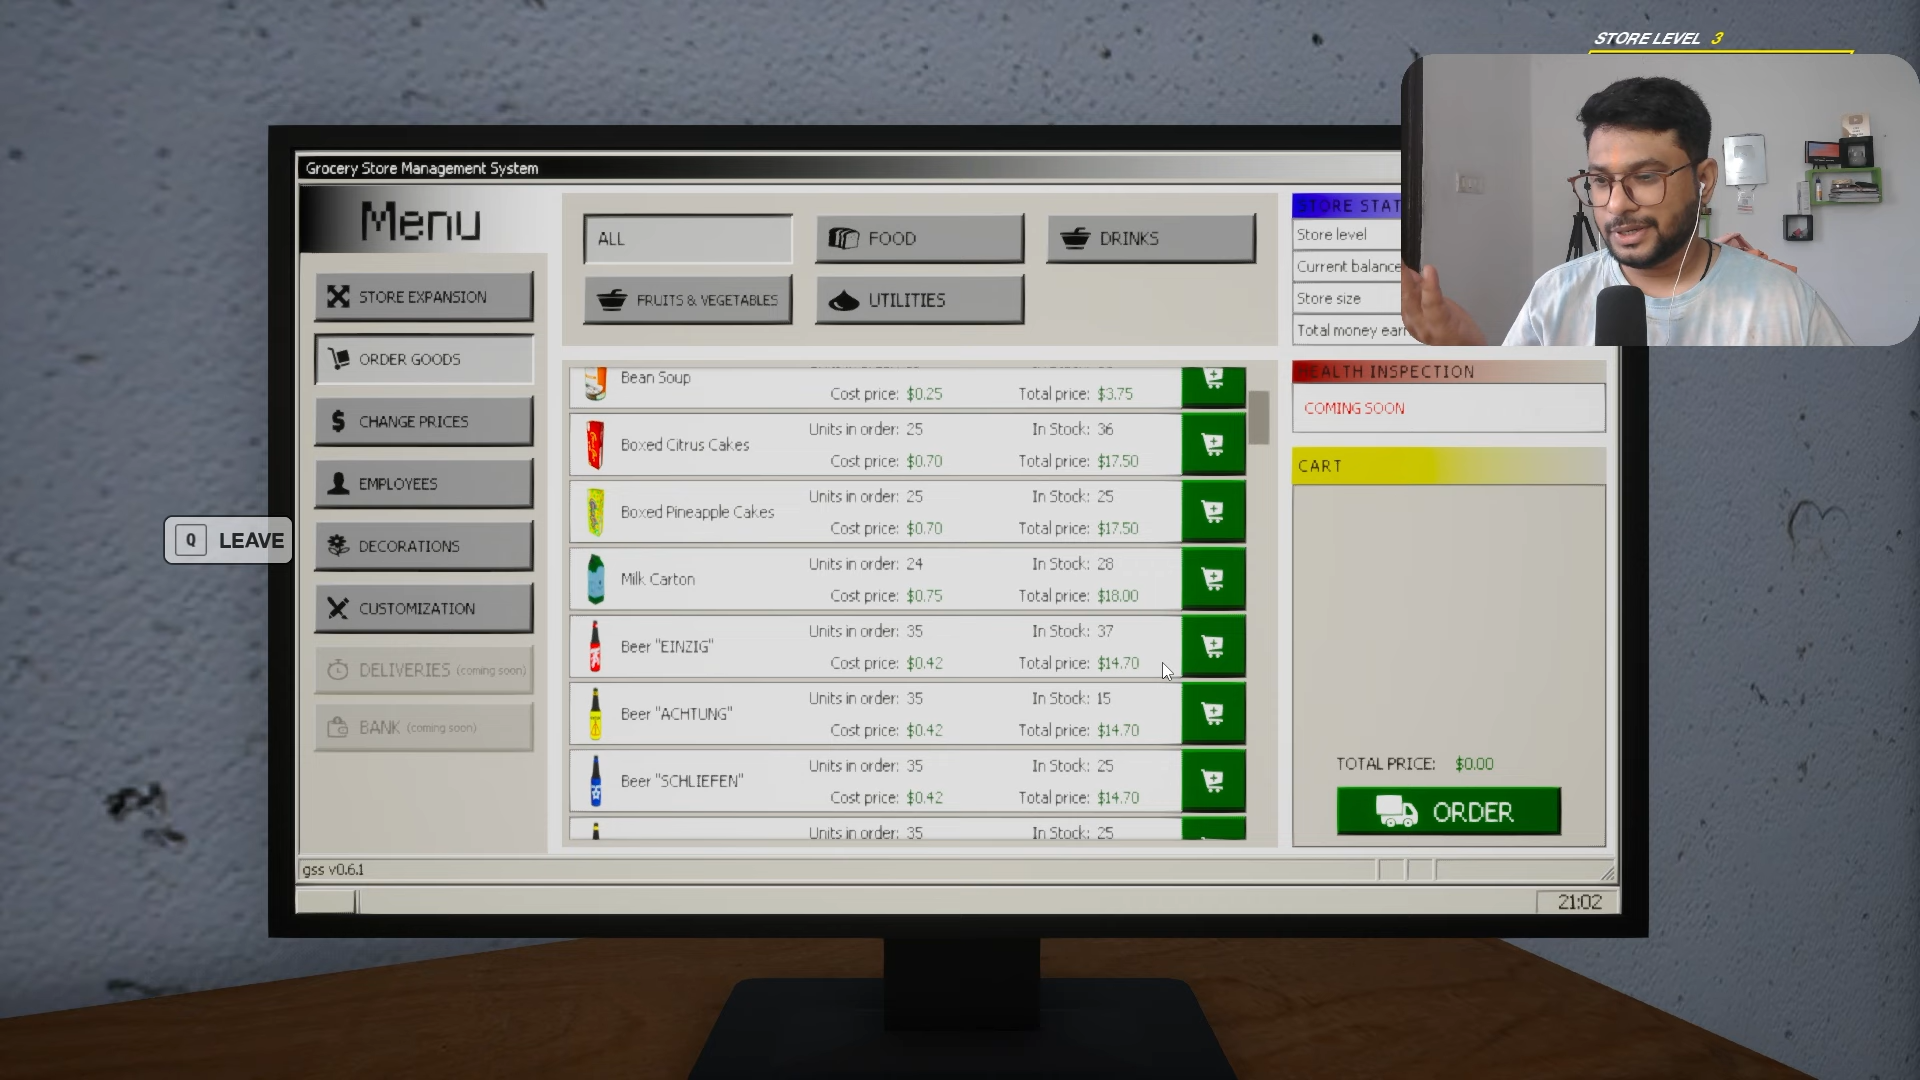 STORE LEVEL 3
Grocery Store Management System
Menu
STORE EXPANSION
ORDER GOODS
CHANGE PRICES
EMPLOYEES
DECORATIONS
CUSTOMIZATION
DELIVERIES (coming soon)
BANK (coming soon)
Q LEAVE
ALL
FOOD
DRINKS
FRUITS & VEGETABLES
UTILITIES
Bean Soup
Cost price: $0.25
Total price: $3.75
Boxed Citrus Cakes
Units in order: 25
In Stock: 36
Cost price: $0.70
Total price: $17.50
Boxed Pineapple Cakes
Units in order: 25
In Stock: 25
Cost price: $0.70
Total price: $17.50
Milk Carton
Units in order: 24
In Stock: 28
Cost price: $0.75
Total price: $18.00
Beer "EINZIG"
Units in order: 35
In Stock: 37
Cost price: $0.42
Total price: $14.70
Beer "ACHTUNG"
Units in order: 35
In Stock: 15
Cost price: $0.42
Total price: $14.70
Beer "SCHLIEFEN"
Units in order: 35
In Stock: 25
Cost price: $0.42
Total price: $14.70
Units in order: 35
In Stock: 25
STORE STAT
Store level
Current balance
Store size
Total money earn
HEALTH INSPECTION
COMING SOON
CART
TOTAL PRICE: $0.00
ORDER
gss v0.6.1
21:02